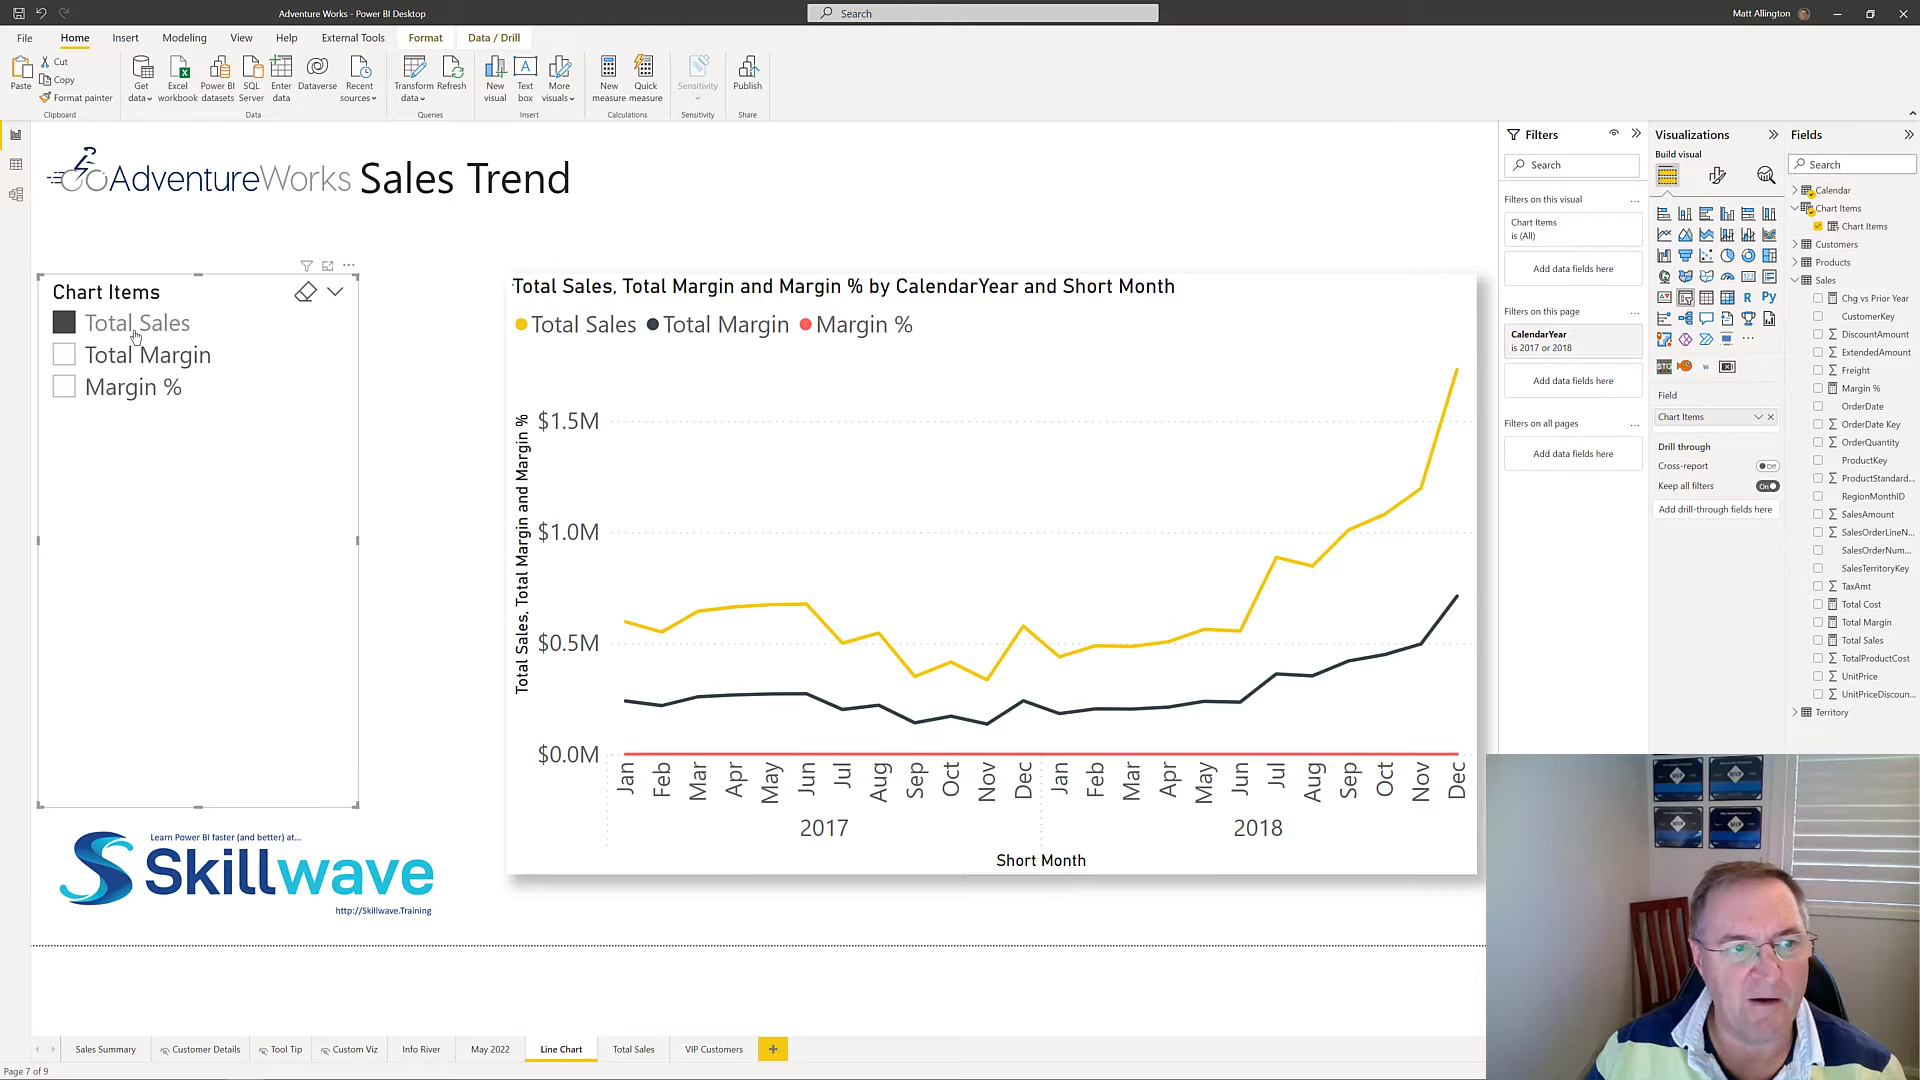 Adventure Works - Power BI Desktop
Search
Matt Allington
File Home Insert Modeling View Help External Tools Format Data / Drill
Paste
Cut
Copy
Format painter
Clipboard
Get data
Excel workbook
Power BI datasets
SQL Server
Enter data
Dataverse
Recent sources
Data
Transform data
Refresh
Queries
New visual
Text box
More visuals
Insert
New measure
Quick measure
Calculations
Sensitivity
Sensitivity
Publish
Share
AdventureWorks Sales Trend
Chart Items
Total Sales
Total Margin
Margin %
Learn Power BI faster (and better) at...
Skillwave
http://Skillwave.Training
Total Sales, Total Margin and Margin % by CalendarYear and Short Month
Total Sales Total Margin Margin %
Total Sales, Total Margin and Margin %
$1.5M
$1.0M
$0.5M
$0.0M
Jan Feb Mar Apr May Jun Jul Aug Sep Oct Nov Dec Jan Feb Mar Apr May Jun Jul Aug Sep Oct Nov Dec
2017 2018
Short Month
Filters
Search
Filters on this visual
Chart Items
is (All)
Add data fields here
Filters on this page
CalendarYear
is 2017 or 2018
Add data fields here
Filters on all pages
Add data fields here
Visualizations
Build visual
R Py
Field
Chart Items
Drill through
Cross-report Off
Keep all filters On
Add drill-through fields here
Fields
Search
Calendar
Chart Items
Chart Items
Customers
Products
Sales
Chg vs Prior Year
CustomerKey
DiscountAmount
ExtendedAmount
Freight
Margin %
OrderDate
OrderDate Key
OrderQuantity
ProductKey
ProductStandard...
RegionMonthID
SalesAmount
SalesOrderLineN...
SalesOrderNum...
SalesTerritoryKey
TaxAmt
Total Cost
Total Margin
Total Sales
TotalProductCost
UnitPrice
UnitPriceDiscoun...
Territory
Sales Summary Customer Details Tool Tip Custom Viz Info River May 2022 Line Chart Total Sales VIP Customers +
Page 7 of 9